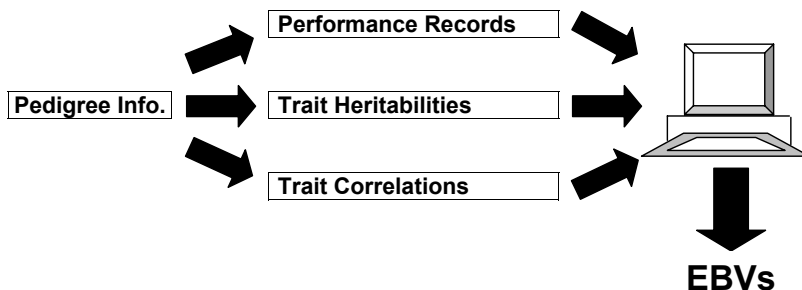 Performance Records
Pedigree Info.
Trait Heritabilities
Trait Correlations
EBVs